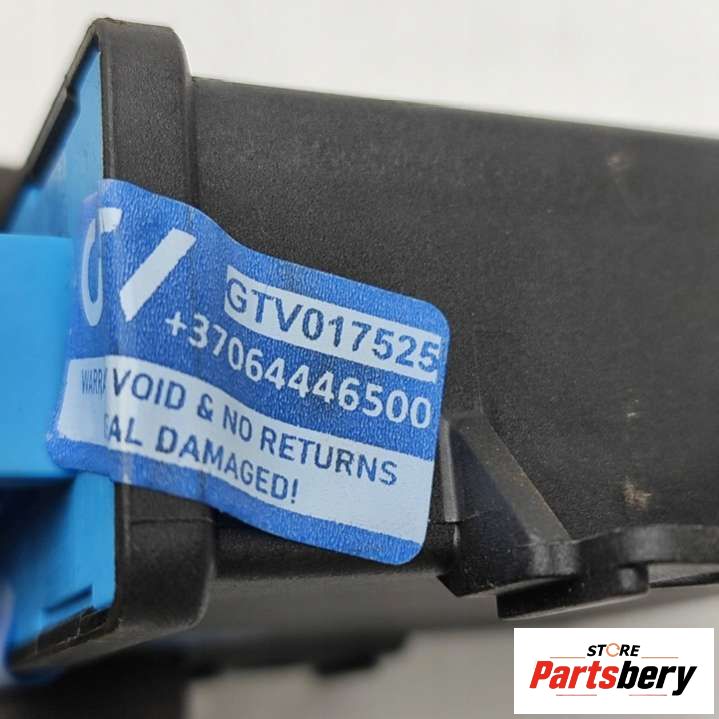 GTV017525
+37064446500
VOID & NO RETURNS
DAMAGED!
STORE
Partsbery